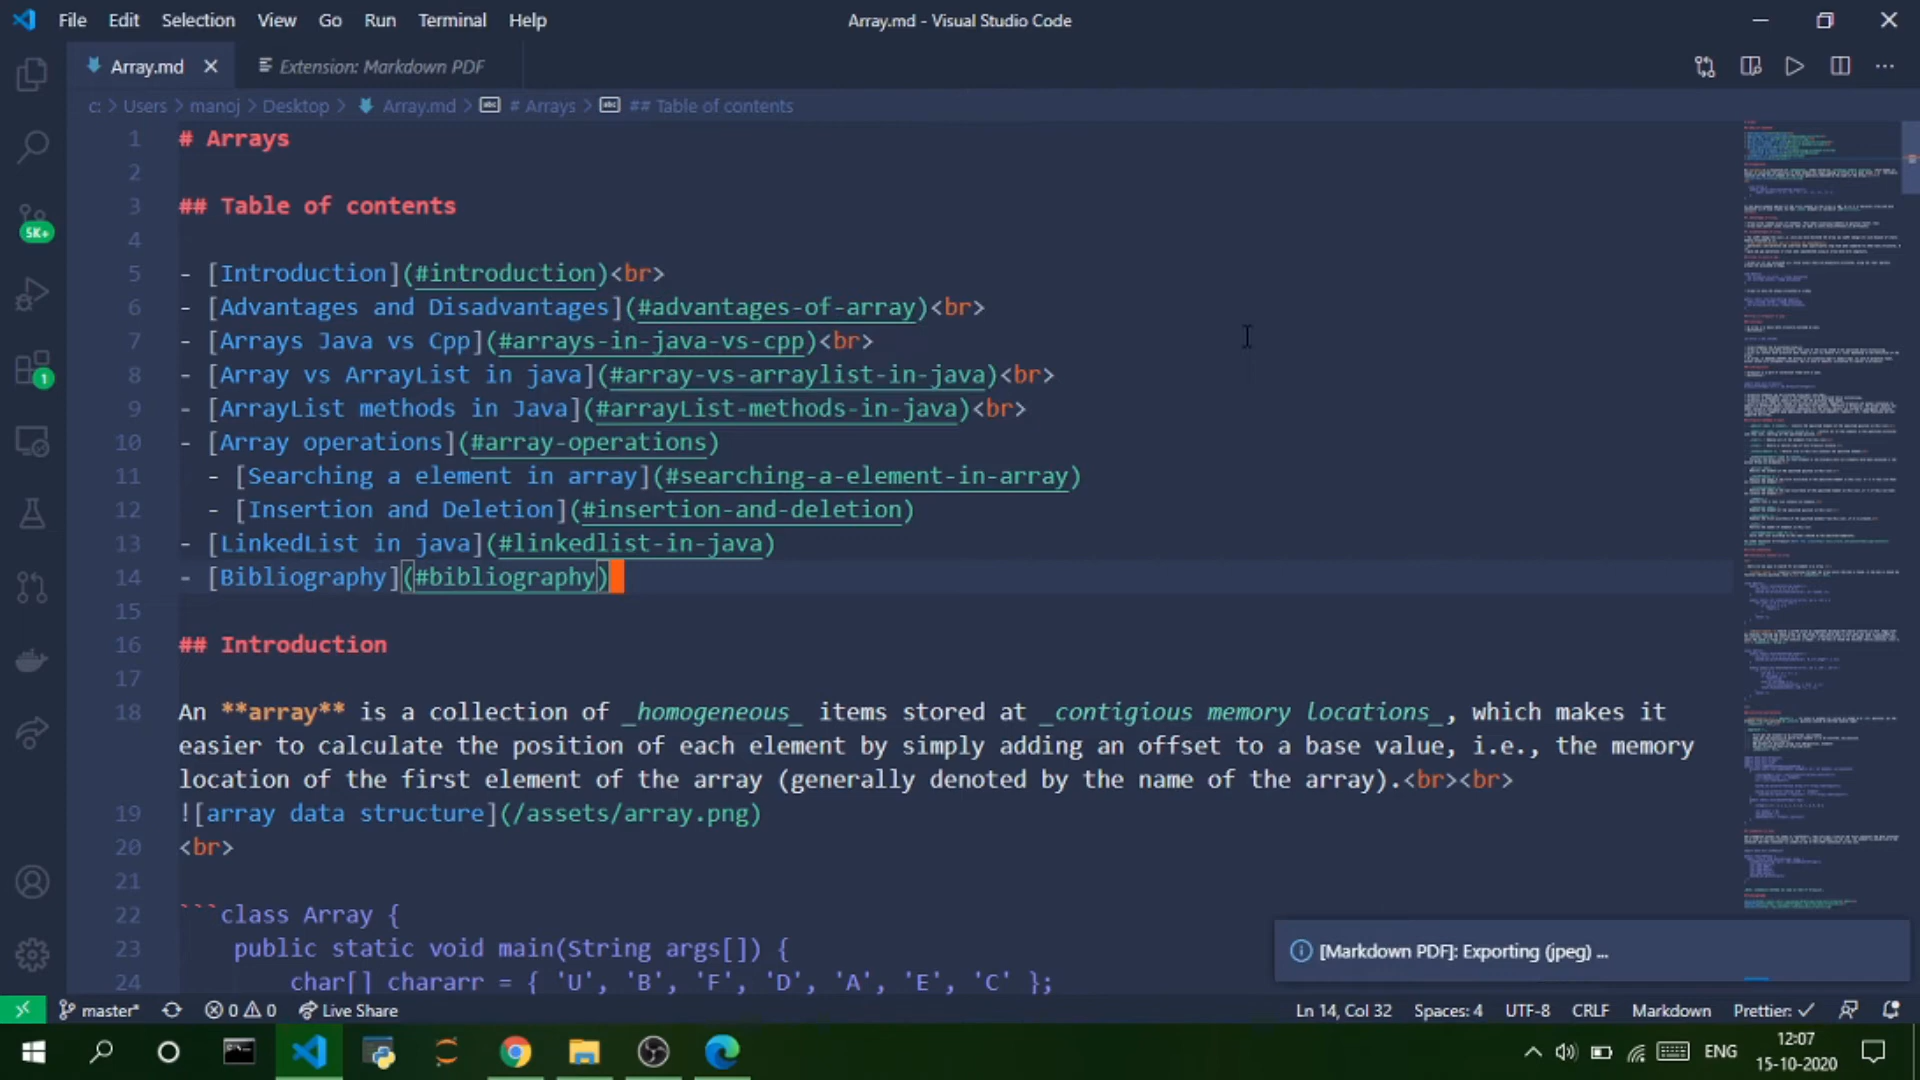 File Edit Selection View Go Run Terminal Help
Array.md - Visual Studio Code
Array.md
Extension: Markdown PDF
c: > Users > manoj > Desktop > Array.md > # Arrays > ## Table of contents
1 # Arrays
2
3 ## Table of contents
4
5 - [Introduction](#introduction)<br>
6 - [Advantages and Disadvantages](#advantages-of-array)<br>
7 - [Arrays Java vs Cpp](#arrays-in-java-vs-cpp)<br>
8 - [Array vs ArrayList in java](#array-vs-arraylist-in-java)<br>
9 - [ArrayList methods in Java](#arrayList-methods-in-java)<br>
10 - [Array operations](#array-operations)
11 - [Searching a element in array](#searching-a-element-in-array)
12 - [Insertion and Deletion](#insertion-and-deletion)
13 - [LinkedList in java](#linkedlist-in-java)
14 - [Bibliography](#bibliography)
15
16 ## Introduction
17
18 An **array** is a collection of _homogeneous_ items stored at _contigious memory locations_, which makes it
easier to calculate the position of each element by simply adding an offset to a base value, i.e., the memory
location of the first element of the array (generally denoted by the name of the array).<br><br>
19 ![array data structure](/assets/array.png)
20 <br>
21
22 ```class Array {
23 public static void main(String args[]) {
24 char[] chararr = { 'U', 'B', 'F', 'D', 'A', 'E', 'C' };
5K+
1
[Markdown PDF]: Exporting (jpeg) ...
master* 0 0 Live Share
Ln 14, Col 32 Spaces: 4 UTF-8 CRLF Markdown Prettier: ✓
ENG
12:07
15-10-2020